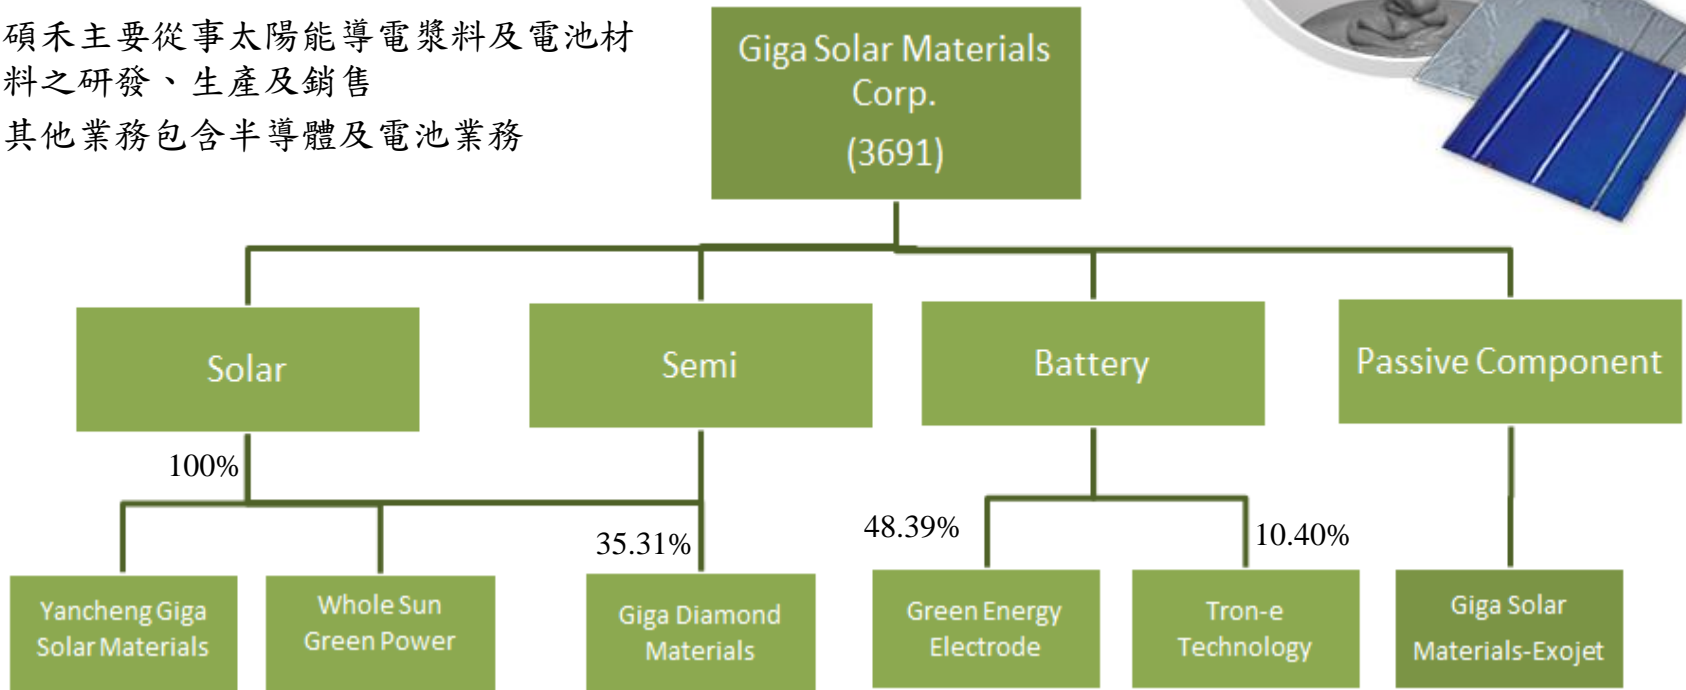 碩禾主要從事太陽能導電漿料及電池材
料之研發、生產及銷售
其他業務包含半導體及電池業務
Giga Solar Materials
Corp.
(3691)
Solar
Semi
Battery
Passive Component
100%
35.31%
48.39%
10.40%
Yancheng Giga
Solar Materials
Whole Sun
Green Power
Giga Diamond
Materials
Green Energy
Electrode
Tron-e
Technology
Giga Solar
Materials-Exojet